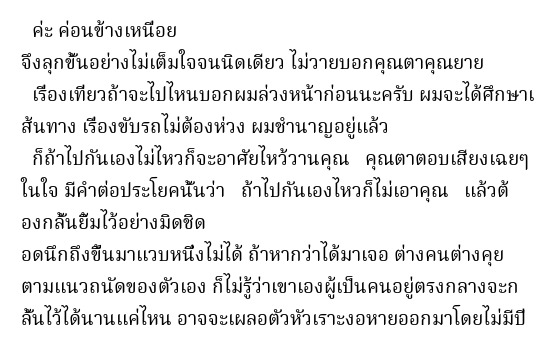 ค่ะ ค่อนข้างเหนื่อย
จึงลุกขึ้นอย่างไม่เต็มใจจนนิดเดียว ไม่วายบอกคุณตาคุณยาย
เรื่องเที่ยวถ้าจะไปไหนบอกผมล่วงหน้าก่อนนะครับ ผมจะได้ศึกษาเ
ส้นทาง เรื่องขับรถไม่ต้องห่วง ผมชำนาญอยู่แล้ว
ก็ถ้าไปกันเองไม่ไหวก็จะอาศัยไหว้วานคุณ คุณตาตอบเสียงเฉยๆ
ในใจ มีคำต่อประโยคนั้นว่า ถ้าไปกันเองไหวก็ไม่เอาคุณ แล้วต้
องกลั้นยิ้มไว้อย่างมิดชิด
อดนึกถึงขึ้นมาแวบหนึ่งไม่ได้ ถ้าหากว่าได้มาเจอ ต่างคนต่างคุย
ตามแนวถนัดของตัวเอง ก็ไม่รู้ว่าเขาเองผู้เป็นคนอยู่ตรงกลางจะก
ลั้นไว้ได้นานแค่ไหน อาจจะเผลอตัวหัวเราะงอหายออกมาโดยไม่มีปี